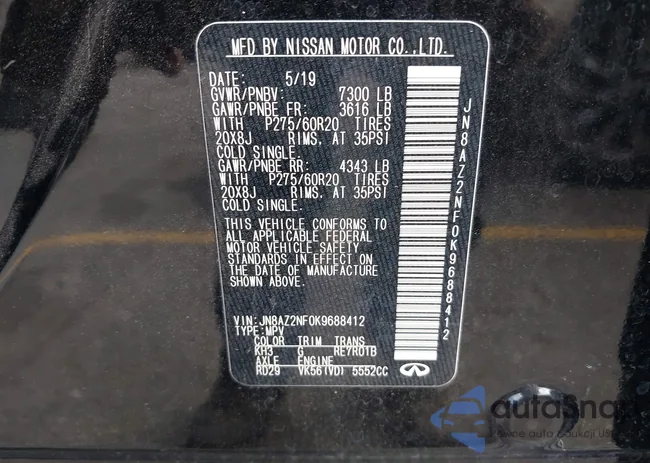 MFD BY NISSAN MOTOR CO.,LTD.
DATE: 5/19
GVWR/PNBV: 7300 LB
GAWR/PNBE FR: 3616 LB
WITH P275/60R20 TIRES
20X8J RIMS, AT 35PSI
COLD SINGLE.
GAWR/PNBE RR: 4343 LB
WITH P275/60R20 TIRES
20X8J RIMS, AT 35PSI
COLD SINGLE.
THIS VEHICLE CONFORMS TO
ALL APPLICABLE FEDERAL
MOTOR VEHICLE SAFETY
STANDARDS IN EFFECT ON
THE DATE OF MANUFACTURE
SHOWN ABOVE.
VIN:JN8AZ2NF0K9688412
TYPE:MPV
COLOR TRIM TRANS
KH3 G RE7R01B
AXLE ENGINE
RD29 VK56(VD) 5552CC
JN8AZ2NF0K9688412
autoSnap